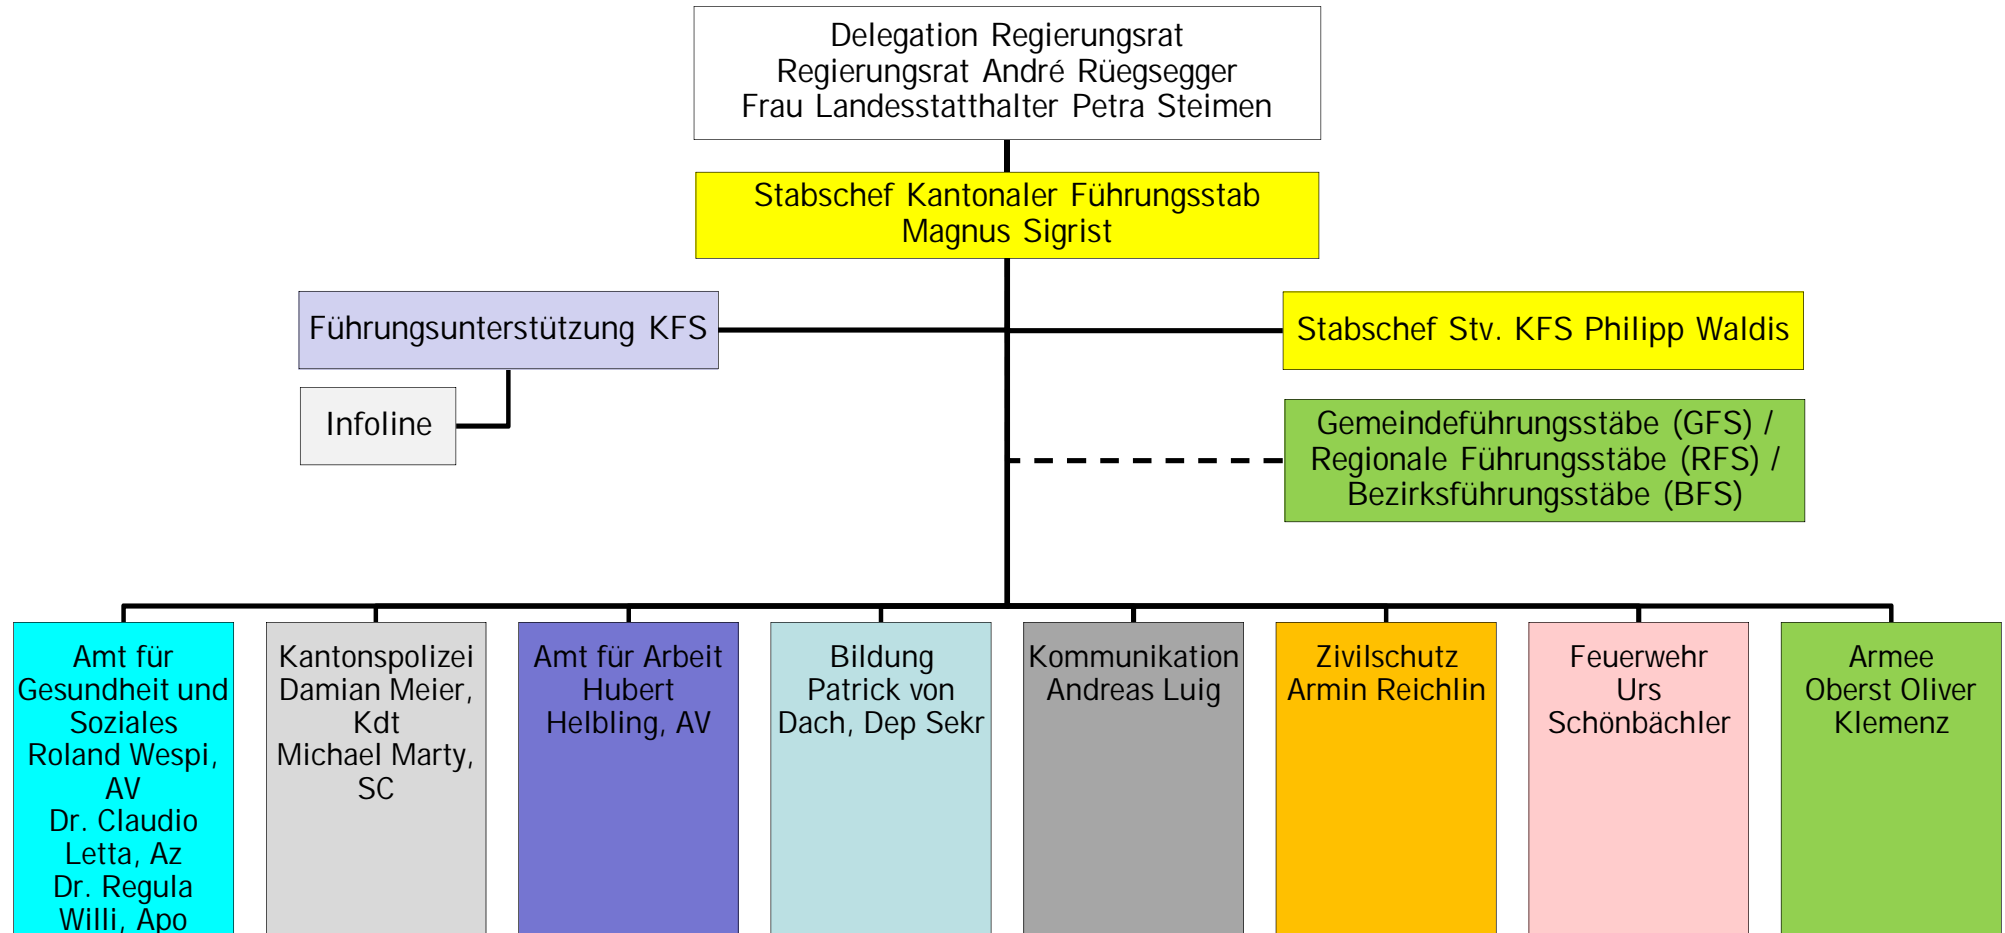 Delegation Regierungsrat
Regierungsrat André Rüegsegger
Frau Landesstatthalter Petra Steimen
Stabschef Kantonaler Führungsstab
Magnus Sigrist
Führungsunterstützung KFS
Stabschef Stv. KFS Philipp Waldis
Infoline
Gemeindeführungsstäbe (GFS) /
Regionale Führungsstäbe (RFS) /
Bezirksführungsstäbe (BFS)
Amt für
Gesundheit und
Soziales
Roland Wespi,
AV
Dr. Claudio
Letta, Az
Dr. Regula
Willi, Apo
Kantonspolizei
Damian Meier,
Kdt
Michael Marty,
SC
Amt für Arbeit
Hubert
Helbling, AV
Bildung
Patrick von
Dach, Dep Sekr
Kommunikation
Andreas Luig
Zivilschutz
Armin Reichlin
Feuerwehr
Urs
Schönbächler
Armee
Oberst Oliver
Klemenz